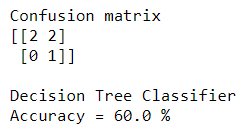 Confusion matrix
[[2 2]
 [0 1]]

Decision Tree Classifier
Accuracy = 60.0 %